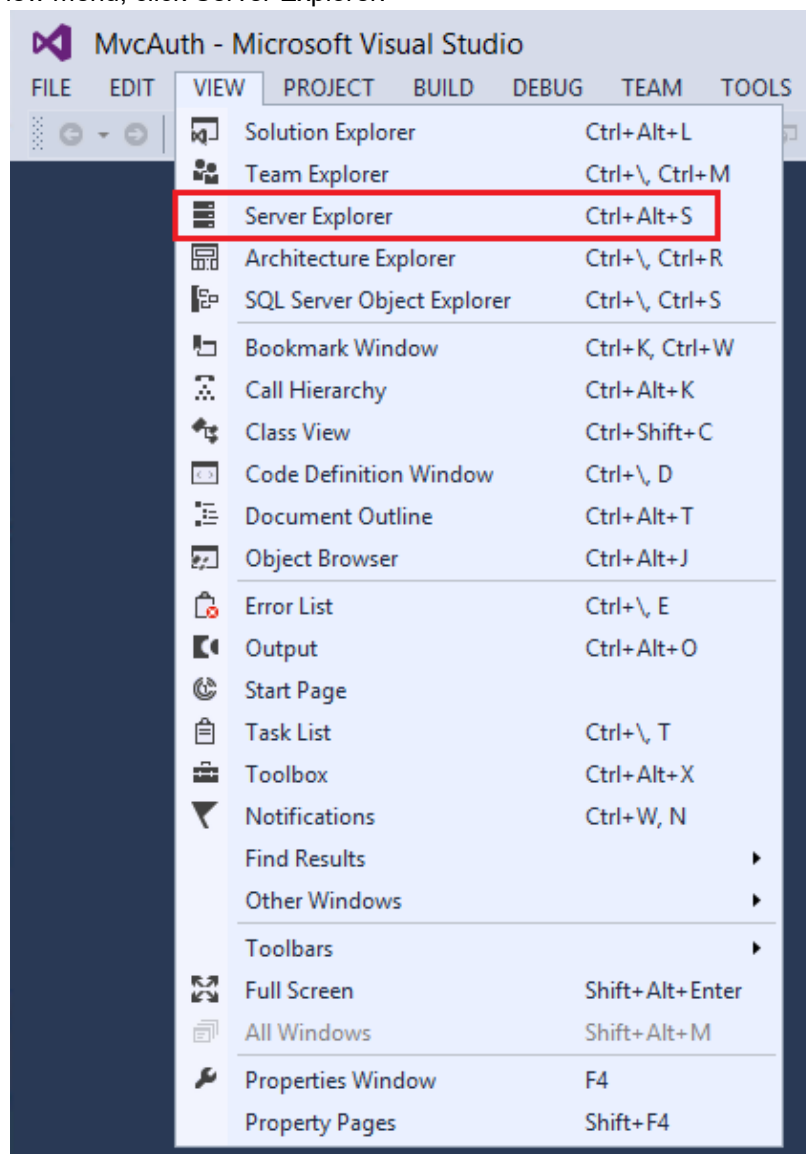 MvcAuth - Microsoft Visual Studio
FILE EDIT VIEW PROJECT BUILD DEBUG TEAM TOOLS
Solution Explorer Ctrl+Alt+L
Team Explorer Ctrl+\, Ctrl+M
Server Explorer Ctrl+Alt+S
Architecture Explorer Ctrl+\, Ctrl+R
SQL Server Object Explorer Ctrl+\, Ctrl+S
Bookmark Window Ctrl+K, Ctrl+W
Call Hierarchy Ctrl+Alt+K
Class View Ctrl+Shift+C
Code Definition Window Ctrl+\, D
Document Outline Ctrl+Alt+T
Object Browser Ctrl+Alt+J
Error List Ctrl+\, E
Output Ctrl+Alt+O
Start Page
Task List Ctrl+\, T
Toolbox Ctrl+Alt+X
Notifications Ctrl+W, N
Find Results
Other Windows
Toolbars
Full Screen Shift+Alt+Enter
All Windows Shift+Alt+M
Properties Window F4
Property Pages Shift+F4